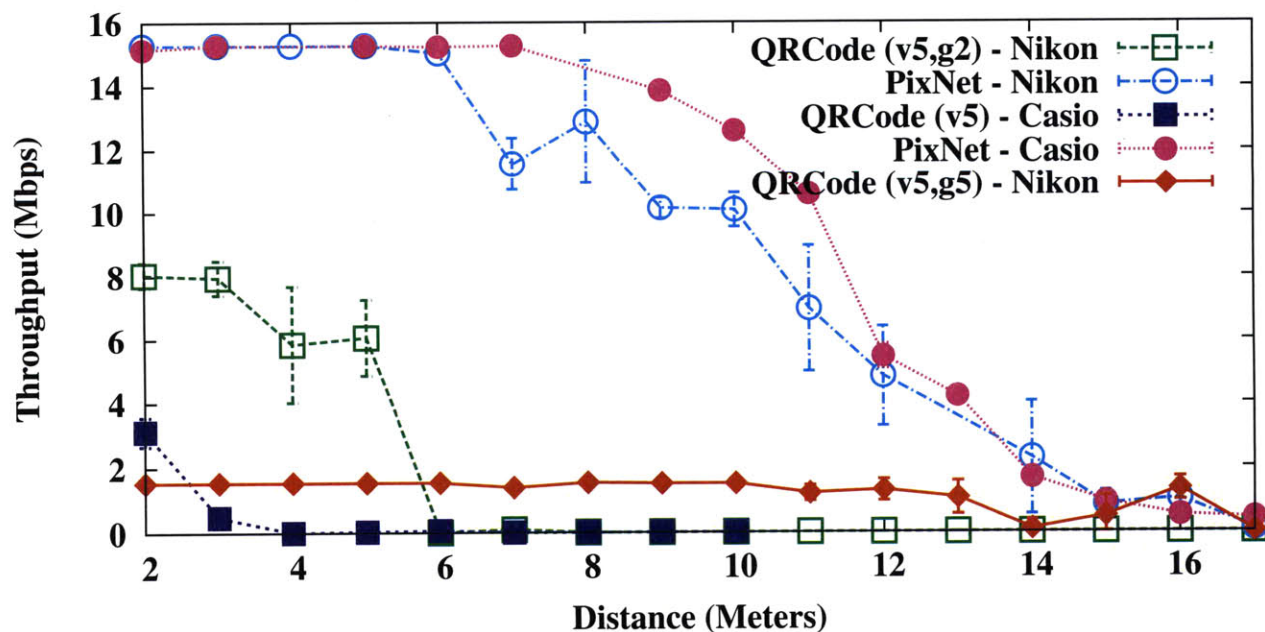 16
14
12
10
8
6
4
2
0
Throughput (Mbps)
QRCode (v5,g2) - Nikon
PixNet - Nikon
QRCode (v5) - Casio
PixNet - Casio
QRCode (v5,g5) - Nikon
2 4 6 8 10 12 14 16
Distance (Meters)